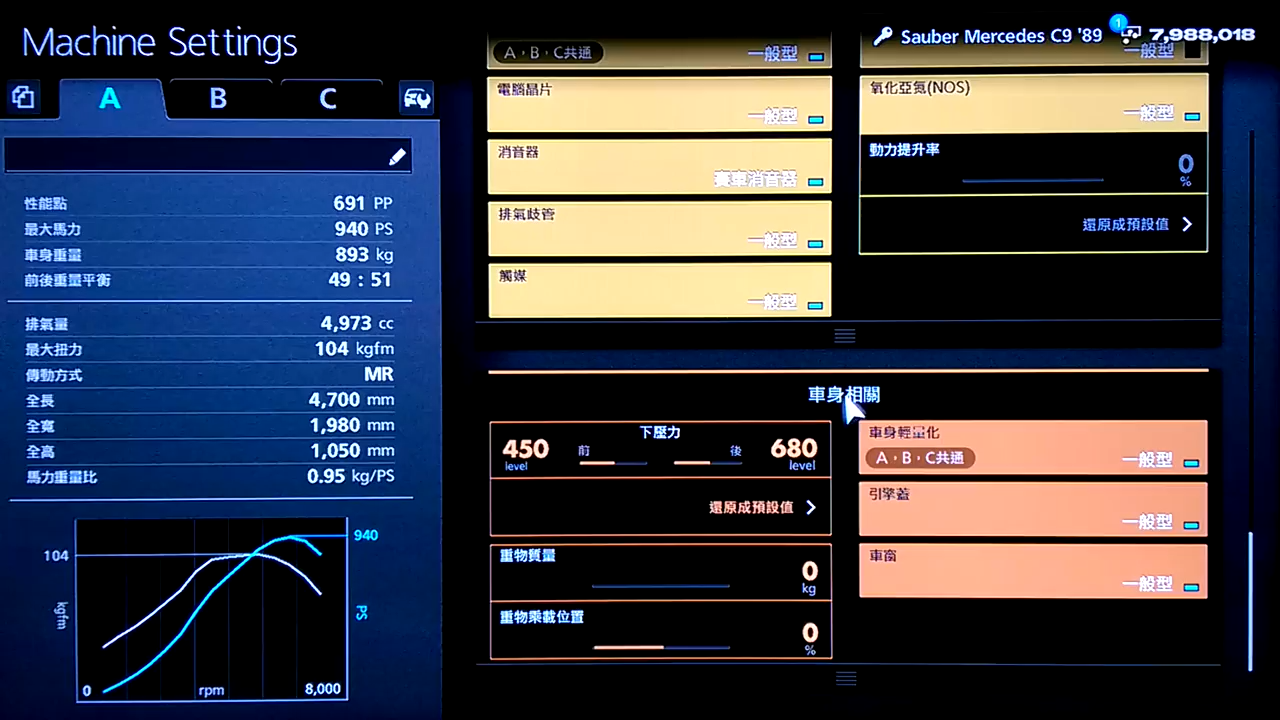 Machine Settings
Sauber Mercedes C9 '89
1
7,988,018
A
B
C
性能點 691 PP
最大馬力 940 PS
車身重量 893 kg
前後重量平衡 49 : 51
排氣量 4,973 cc
最大扭力 104 kgfm
傳動方式 MR
全長 4,700 mm
全寬 1,980 mm
全高 1,050 mm
馬力重量比 0.95 kg/PS
104
940
kgfm
PS
0
rpm
8,000
A，B，C共通
一般型
電腦晶片
一般型
消音器
賽車消音器
排氣歧管
一般型
觸媒
一般型
一般型
氧化亞氮(NOS)
一般型
動力提升率
0
%
還原成預設值
車身相關
下壓力
450 前 後 680
level level
還原成預設值
重物質量
0
kg
重物乘載位置
0
%
車身輕量化
A，B，C共通 一般型
引擎蓋
一般型
車窗
一般型